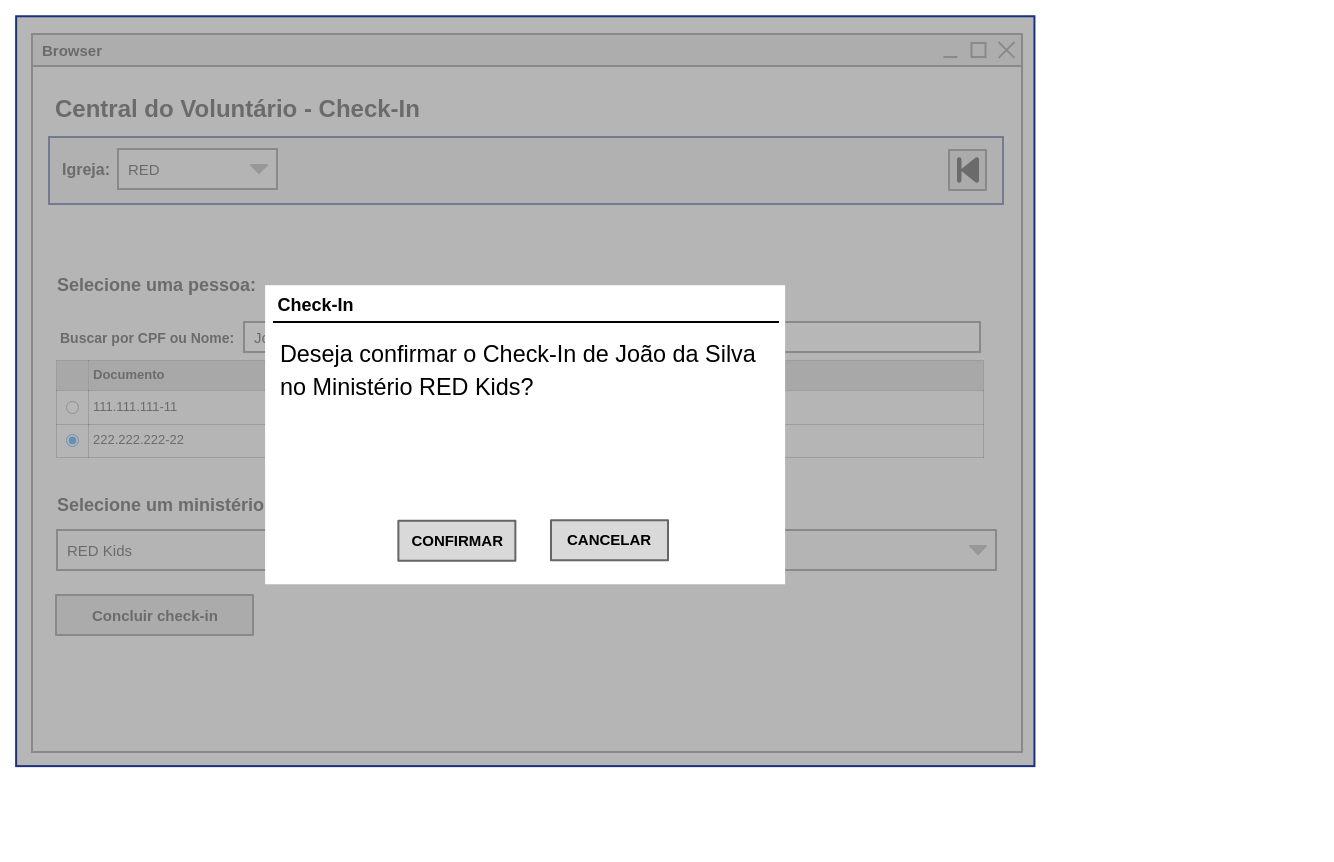 Browser
Central do Voluntário - Check-In
Igreja:
RED
Selecione uma pessoa:
Check-In
Buscar por CPF ou Nome:
Deseja confirmar o Check-In de João da Silva
no Ministério RED Kids?
Documento
111.111.111-11
222.222.222-22
Selecione um ministério
RED Kids
CONFIRMAR
CANCELAR
Concluir check-in